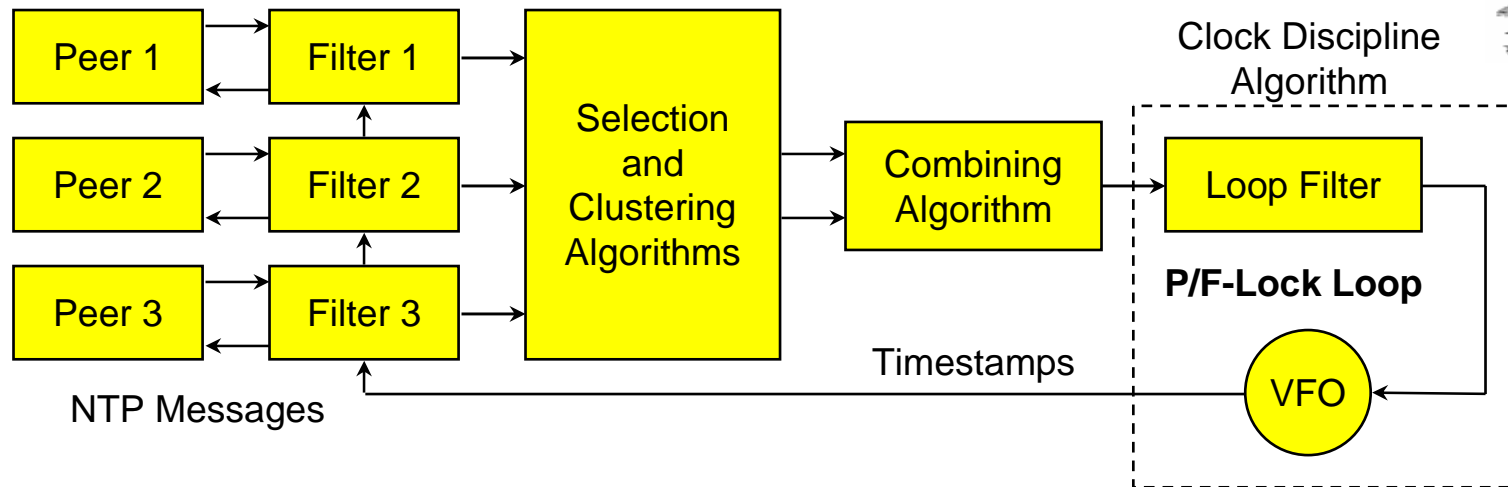 Peer 1
Filter 1
Peer 2
Filter 2
Peer 3
Filter 3
NTP Messages
Selection
and
Clustering
Algorithms
Combining
Algorithm
Clock Discipline
Algorithm
Loop Filter
P/F-Lock Loop
Timestamps
VFO